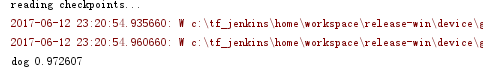 reading checkpoints...
2017-06-12 23:20:54.935660: W c:\tf_jenkins\home\workspace\release-win\device\g
2017-06-12 23:20:54.960660: W c:\tf_jenkins\home\workspace\release-win\device\g
dog 0.972607